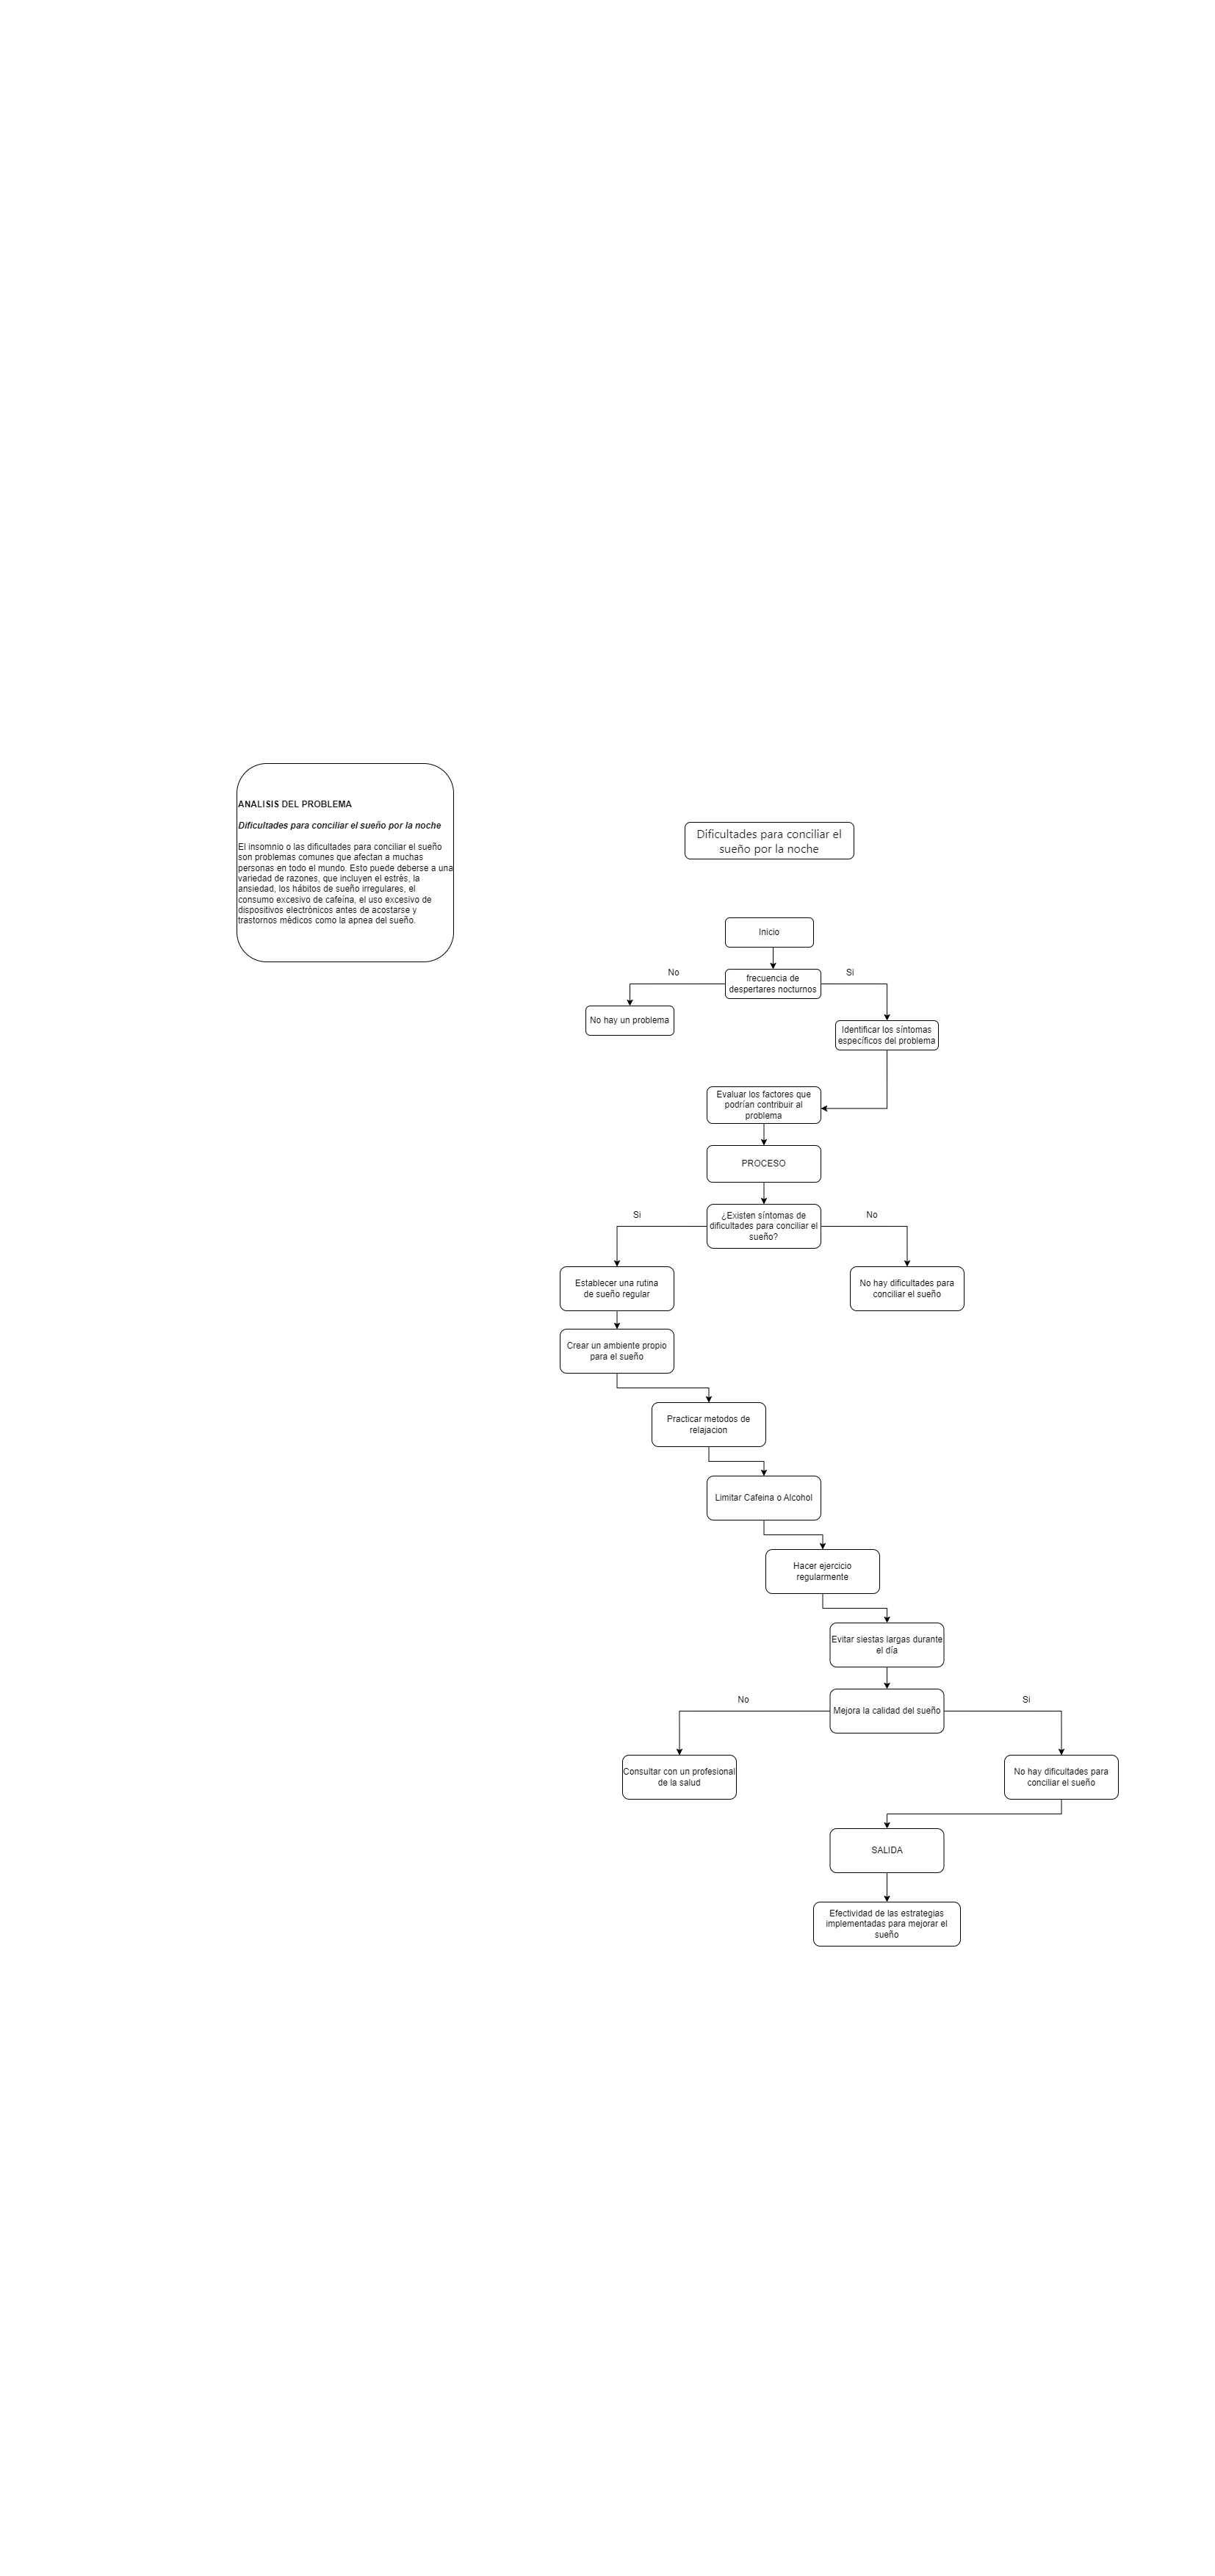 ANALISIS DEL PROBLEMA
Dificultades para conciliar el sueño por la noche
El insomnio o las dificultades para conciliar el sueño
son problemas comunes que afectan a muchas
personas en todo el mundo. Esto puede deberse a una
variedad de razones, que incluyen el estrés, la
ansiedad, los hábitos de sueño irregulares, el
consumo excesivo de cafeína, el uso excesivo de
dispositivos electrónicos antes de acostarse y
trastornos médicos como la apnea del sueño.
Dificultades para conciliar el
sueño por la noche
Inicio
No
frecuencia de
despertares nocturnos
Si
No hay un problema
Identificar los síntomas
específicos del problema
Evaluar los factores que
podrían contribuir al
problema
PROCESO
Si
¿Existen síntomas de
dificultades para conciliar el
sueño?
No
Establecer una rutina
de sueño regular
No hay dificultades para
conciliar el sueño
Crear un ambiente propio
para el sueño
Practicar metodos de
relajacion
Limitar Cafeina o Alcohol
Hacer ejercicio
regularmente
Evitar siestas largas durante
el día
No
Mejora la calidad del sueño
Si
Consultar con un profesional
de la salud
No hay dificultades para
conciliar el sueño
SALIDA
Efectividad de las estrategias
implementadas para mejorar el
sueño